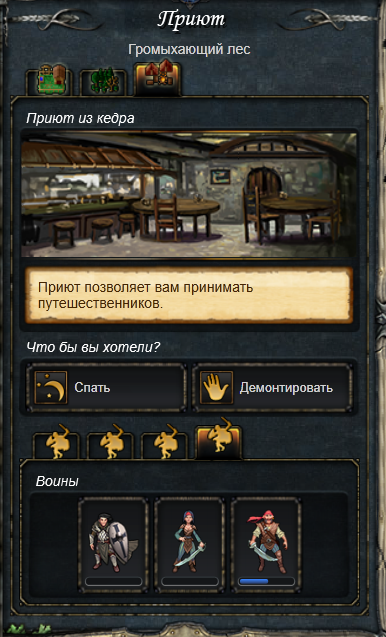 Приют
Громыхающий лес
Приют из кедра
Приют позволяет вам принимать
путешественников.
Что бы вы хотели?
Спать
Демонтировать
Воины